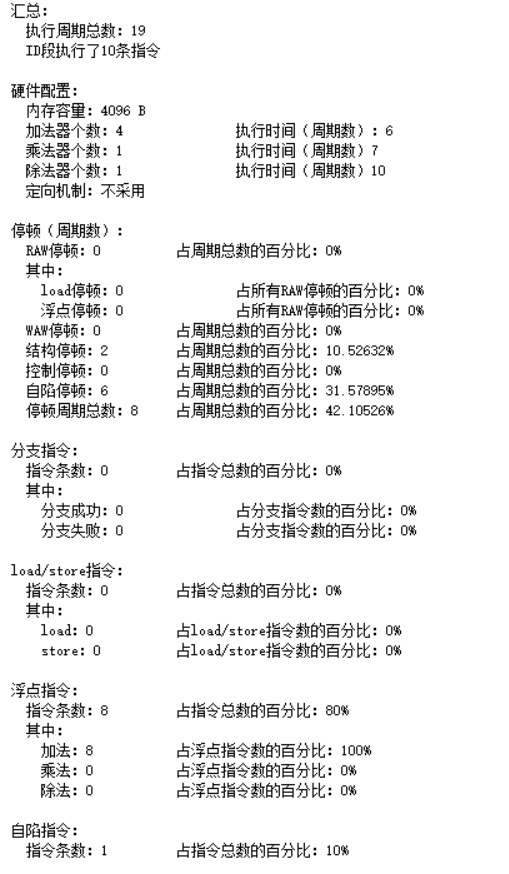 汇总：
执行周期总数：19
ID段执行了10条指令
硬件配置：
内存容量：4096 B
加法器个数：4 执行时间（周期数）：6
乘法器个数：1 执行时间（周期数）7
除法器个数：1 执行时间（周期数）10
定向机制：不采用
停顿（周期数）：
RAW停顿：0 占周期总数的百分比：0%
其中：
load停顿：0 占所有RAW停顿的百分比：0%
浮点停顿：0 占所有RAW停顿的百分比：0%
WAW停顿：0 占周期总数的百分比：0%
结构停顿：2 占周期总数的百分比：10.52632%
控制停顿：0 占周期总数的百分比：0%
自陷停顿：6 占周期总数的百分比：31.57895%
停顿周期总数：8 占周期总数的百分比：42.10526%
分支指令：
指令条数：0 占指令总数的百分比：0%
其中：
分支成功：0 占分支指令数的百分比：0%
分支失败：0 占分支指令数的百分比：0%
load/store指令：
指令条数：0 占指令总数的百分比：0%
其中：
load：0 占load/store指令数的百分比：0%
store：0 占load/store指令数的百分比：0%
浮点指令：
指令条数：8 占指令总数的百分比：80%
其中：
加法：8 占浮点指令数的百分比：100%
乘法：0 占浮点指令数的百分比：0%
除法：0 占浮点指令数的百分比：0%
自陷指令：
指令条数：1 占指令总数的百分比：10%